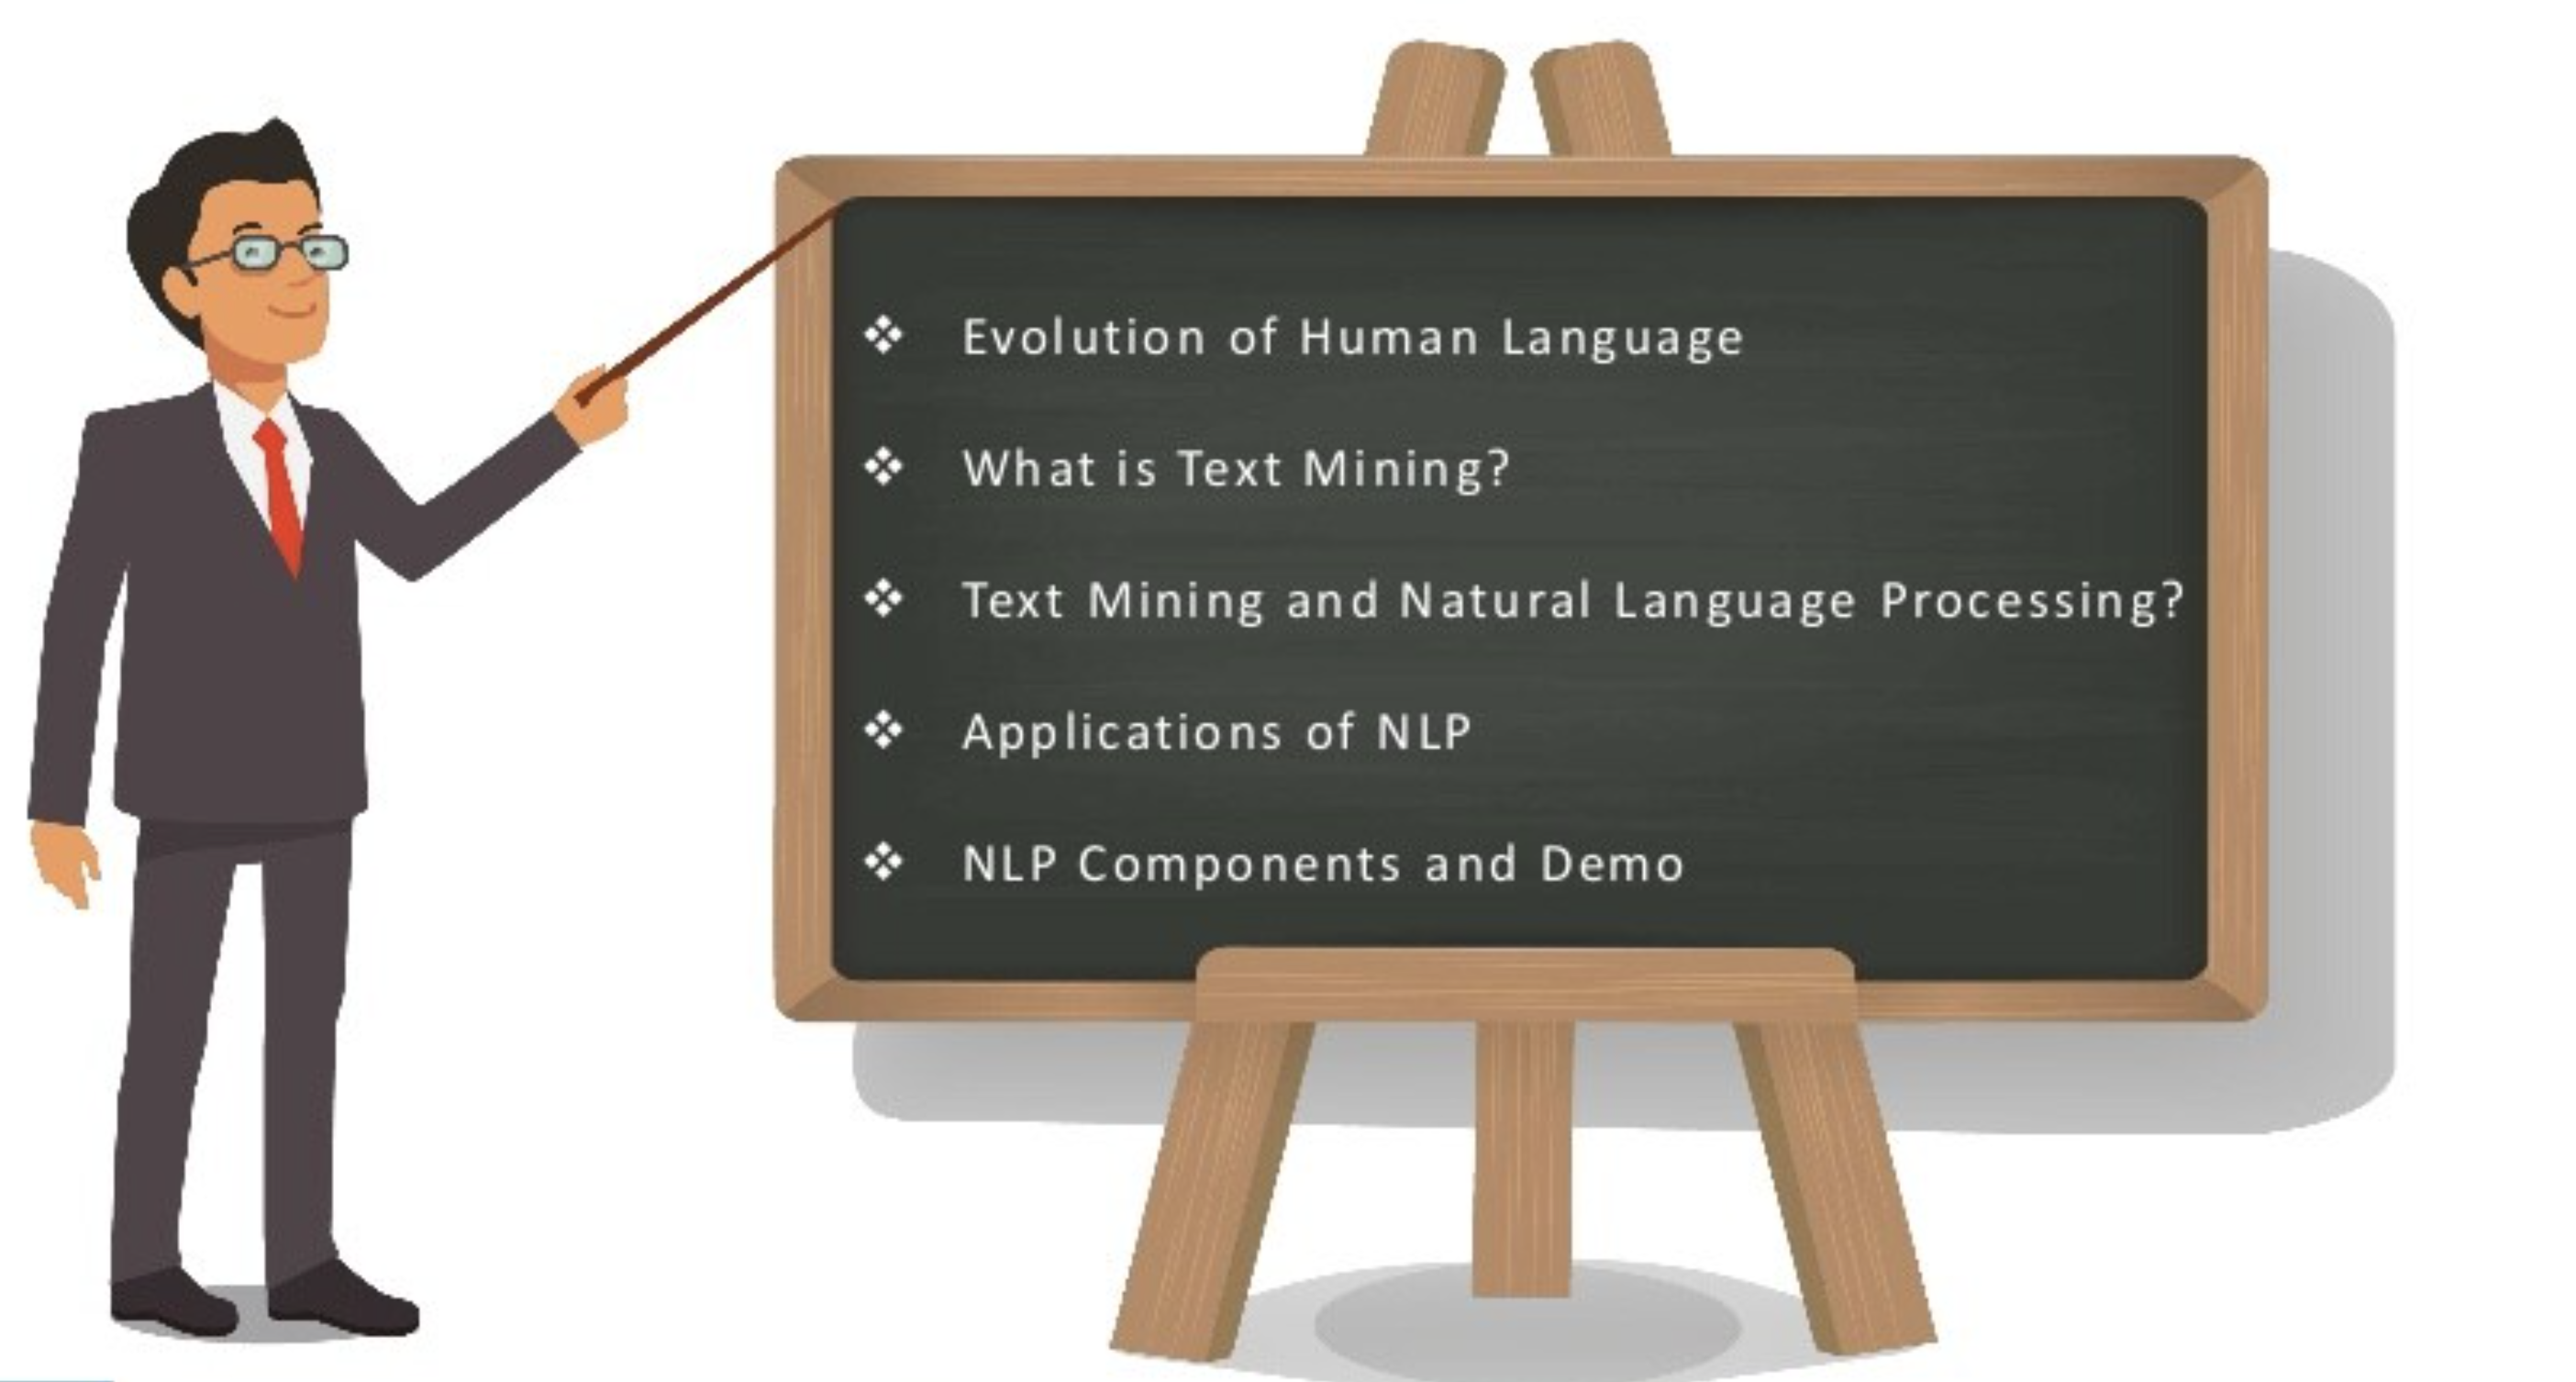 ❖ Evolution of Human Language
❖ What is Text Mining?
❖ Text Mining and Natural Language Processing?
❖ Applications of NLP
❖ NLP Components and Demo